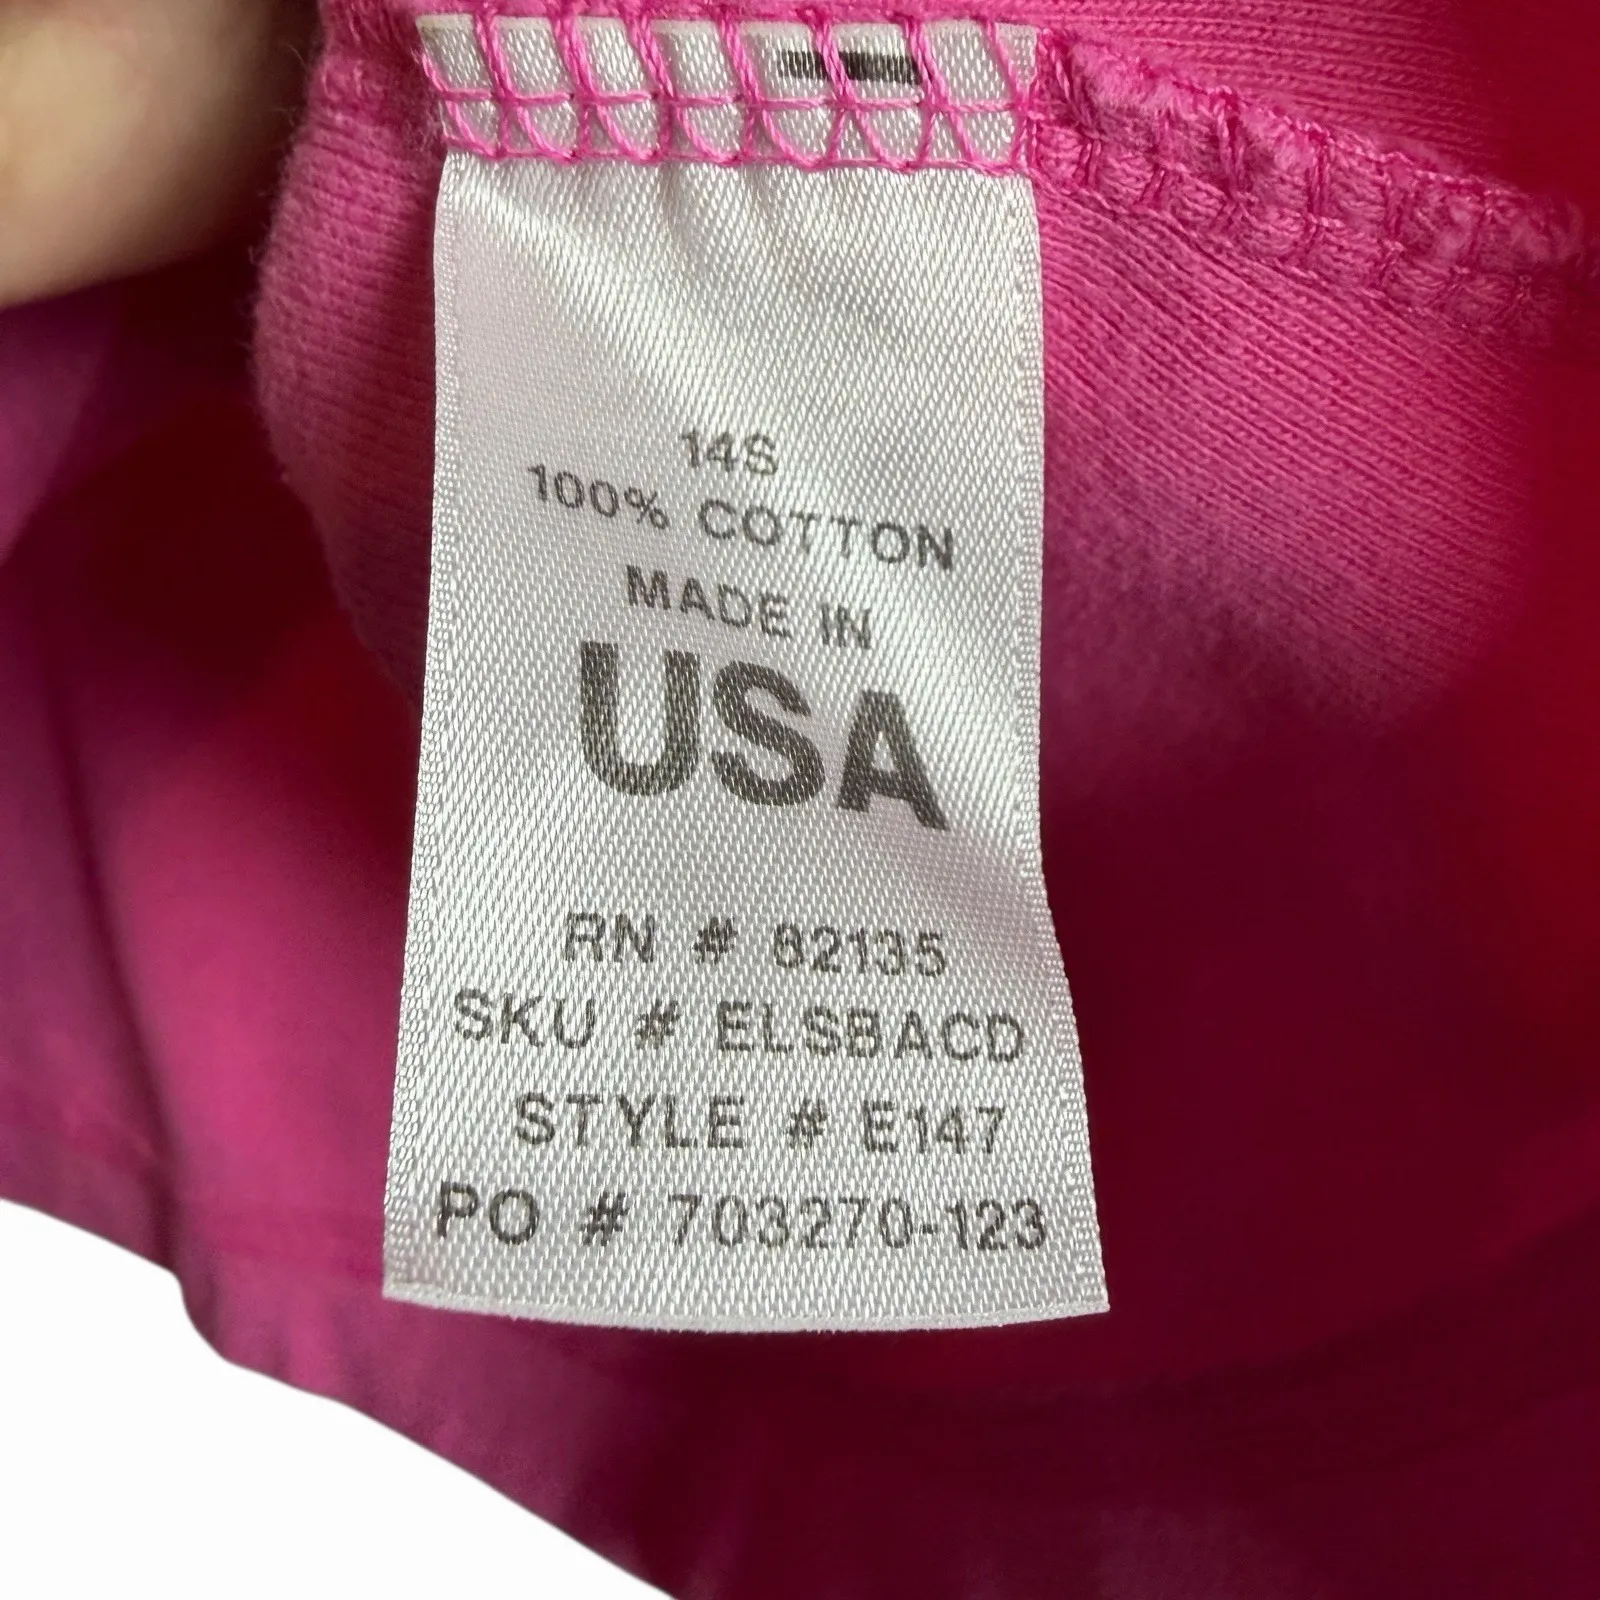 14S
100% COTTON
MADE IN
USA
RN # 82135
SKU # ELSBACD
STYLE # E147
PO # 703270-123